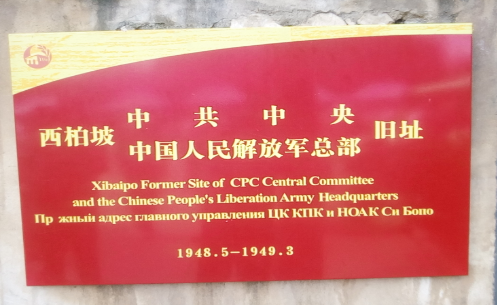 西柏坡 中共中央 旧址
中国人民解放军总部
Xibaipo Former Site of CPC Central Committee
and the Chinese People's Liberation Army Headquarters
Пр жный адрес главного управления ЦК КПК и НОАК Си Бопо
1948.5-1949.3